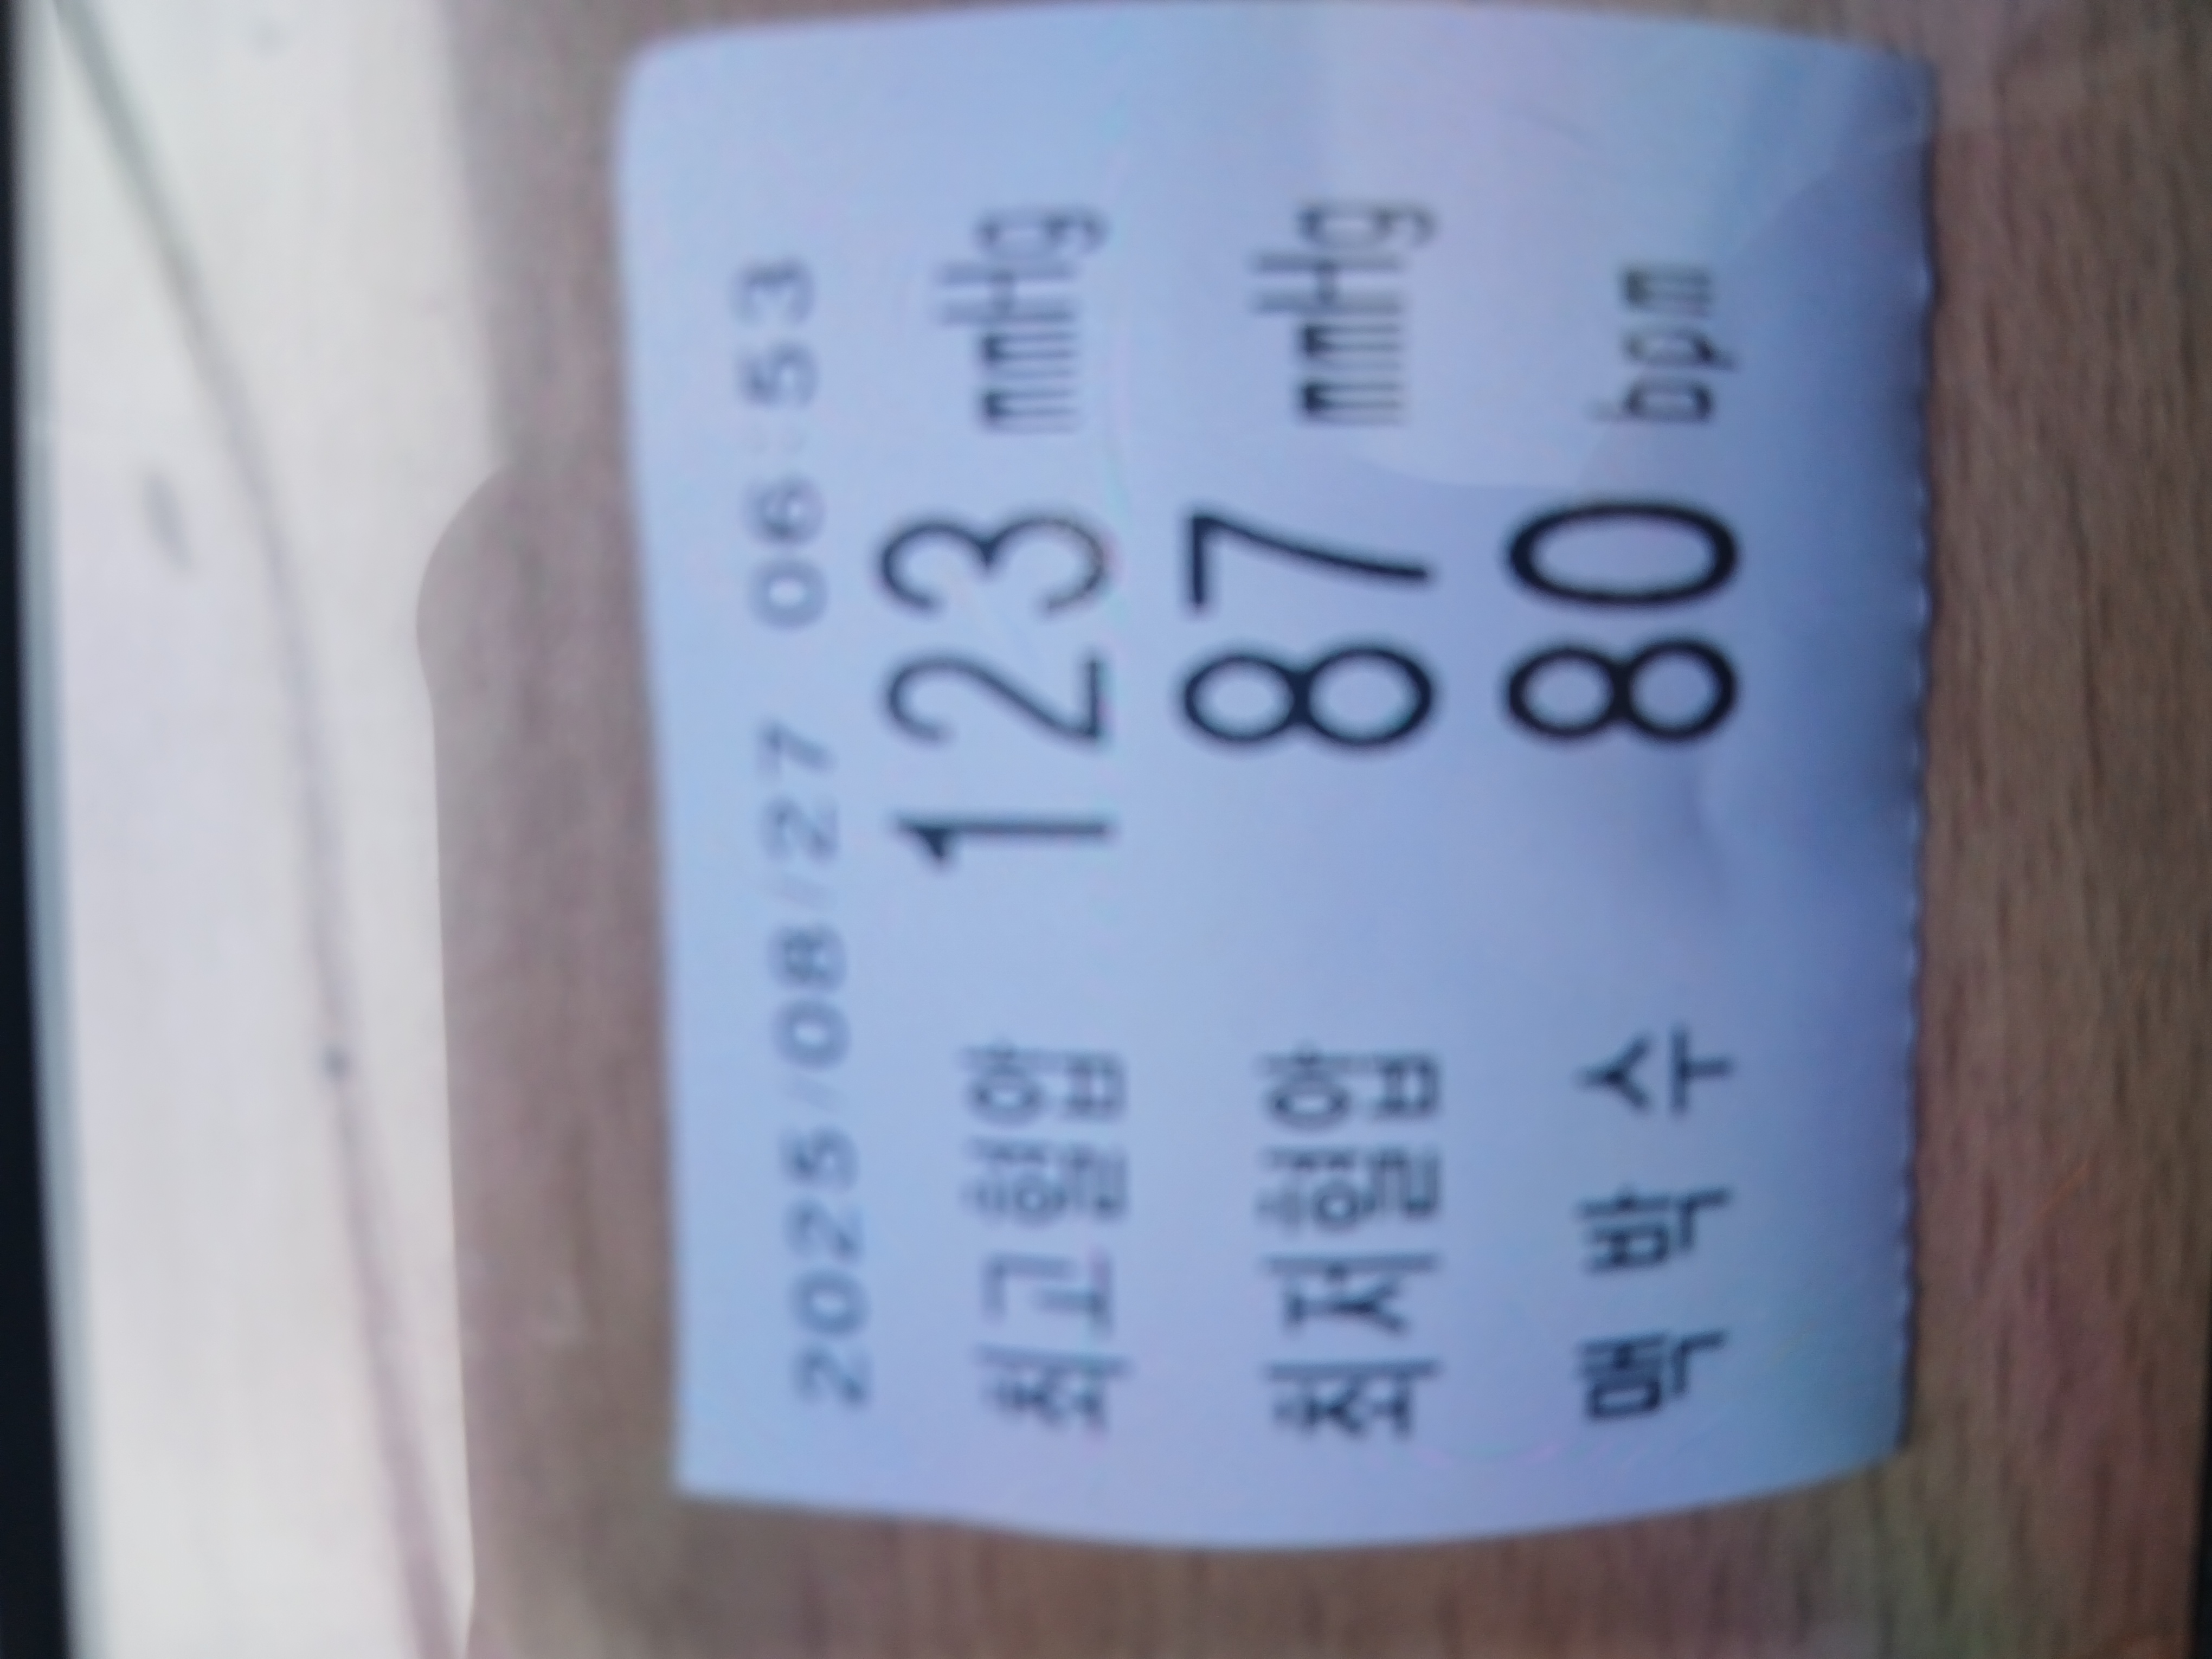 2025/08/27 06:53
최고혈압 123 mmHg
최저혈압 87 mmHg
맥박수 80 bpm